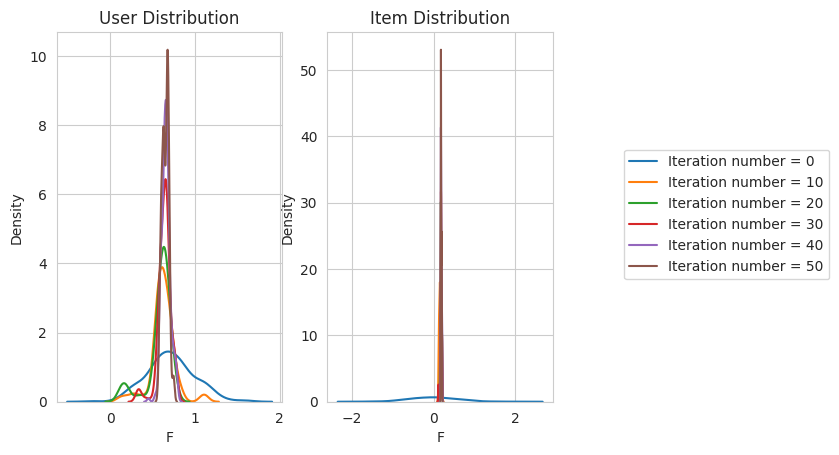 User Distribution
Item Distribution
Density
10
8
6
4
2
0
0
1
2
F
Density
50
40
30
20
10
0
−2
0
2
F
Iteration number = 0
Iteration number = 10
Iteration number = 20
Iteration number = 30
Iteration number = 40
Iteration number = 50